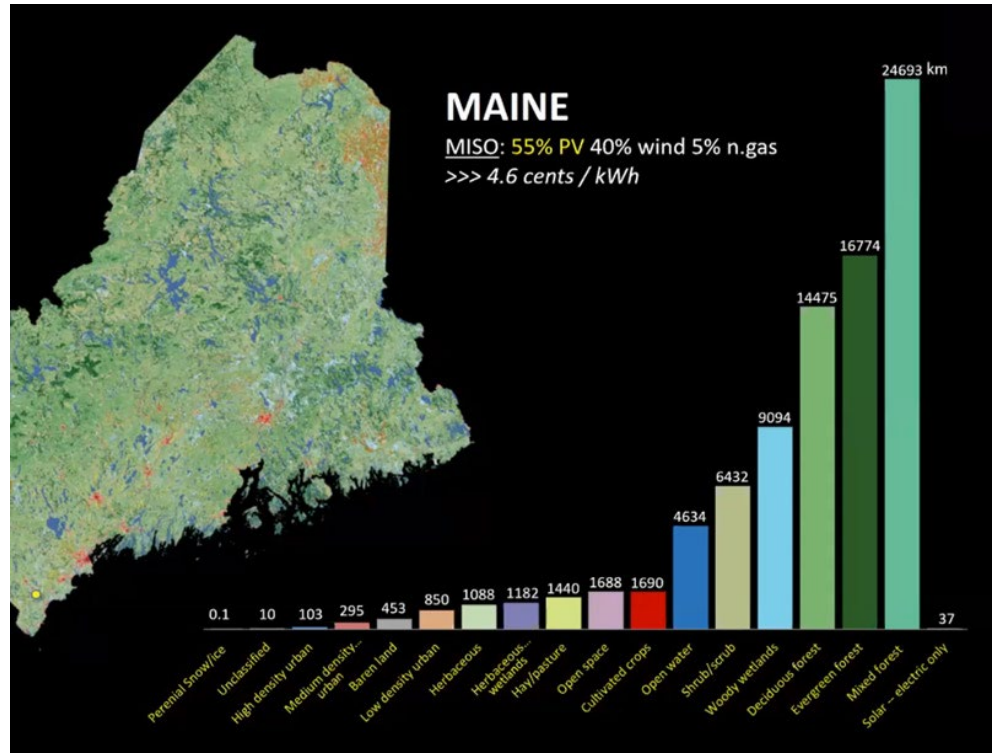 24693 km
MAINE
MISO: 55% PV 40% wind 5% n.gas
>>> 4.6 cents / kWh
16774
14475
9094
6432
4634
0.1
10
103
295
453
850
1088
1182
1440
1688
1690
37
Perenial Snow/ice
Unclassified
High density urban
Medium density...
urban
Baren land
Low density urban
Herbaceous
Herbaceous...
wetlands
Hay/pasture
Open space
Cultivated crops
Open water
Shrub/scrub
Woody wetlands
Deciduous forest
Evergreen forest
Mixed forest
Solar -- electric only